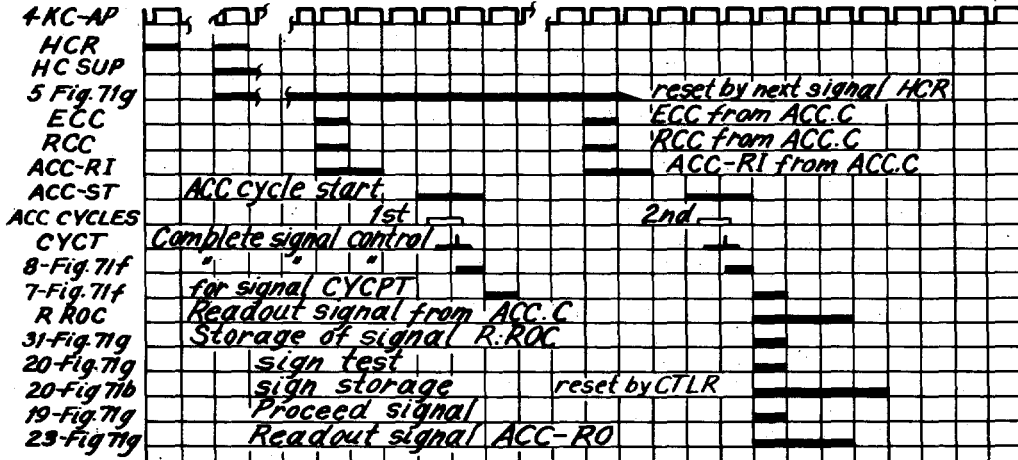 4-KC-AP
HCR
HC SUP
5 Fig. 71g reset by next signal HCR
ECC ECC from ACC.C
RCC RCC from ACC.C
ACC-RI ACC-RI from ACC.C
ACC-ST ACC cycle start
ACC CYCLES 1st 2nd
CYCT Complete signal control
8-Fig. 71f " " "
7-Fig. 71f for signal CYCPT
R ROC Readout signal from ACC.C
31-Fig. 71g Storage of signal R.ROC
20-Fig. 71g sign test
20-Fig. 71b sign storage reset by CTLR
19-Fig. 71g Proceed signal
23-Fig 71g Readout signal ACC-RO